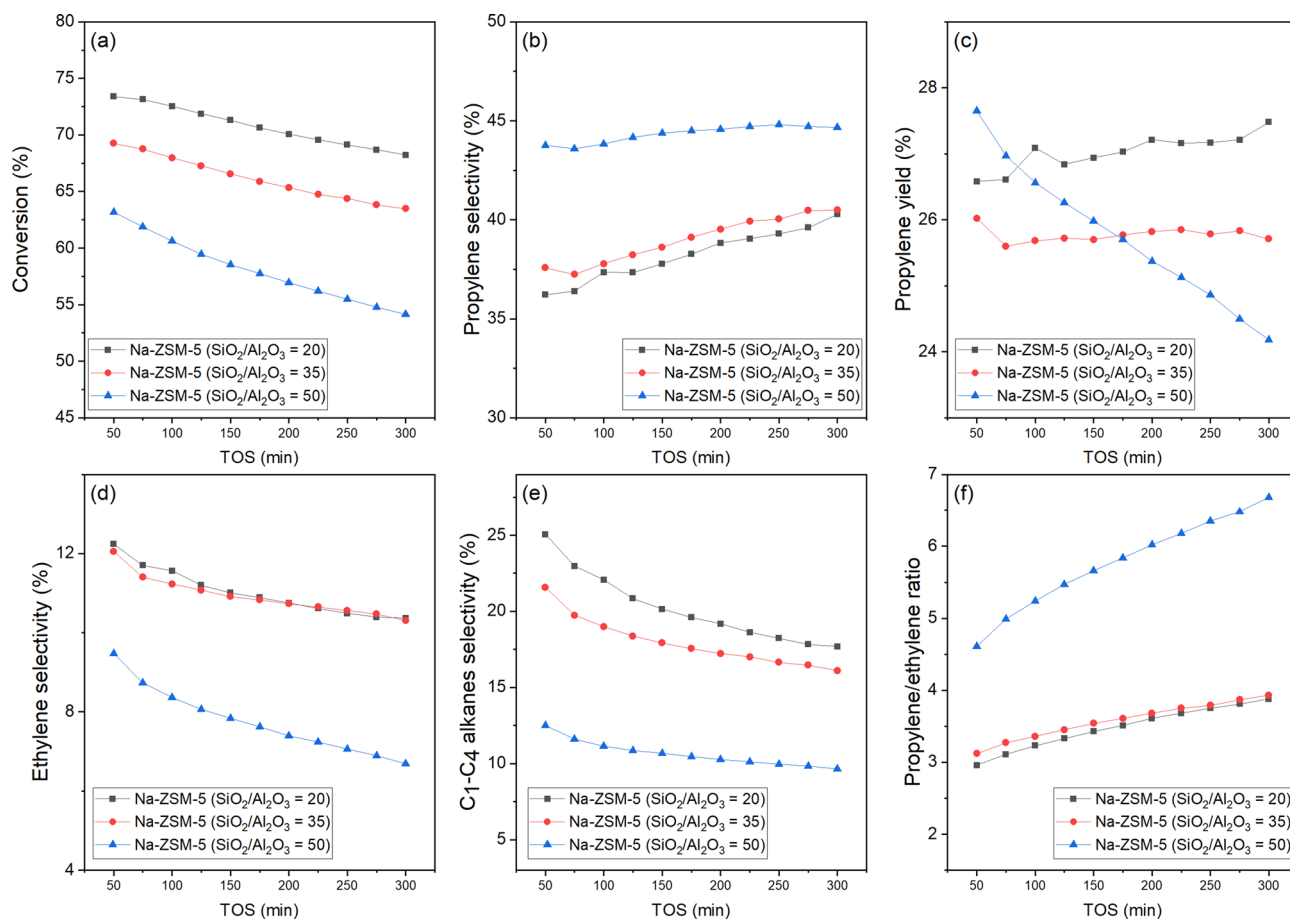 (a)
80
75
70
65
60
55
50
45
Conversion (%)
Na-ZSM-5 (SiO₂/Al₂O₃ = 20)
Na-ZSM-5 (SiO₂/Al₂O₃ = 35)
Na-ZSM-5 (SiO₂/Al₂O₃ = 50)
50 100 150 200 250 300
TOS (min)
(b)
50
45
40
35
30
Propylene selectivity (%)
Na-ZSM-5 (SiO₂/Al₂O₃ = 20)
Na-ZSM-5 (SiO₂/Al₂O₃ = 35)
Na-ZSM-5 (SiO₂/Al₂O₃ = 50)
50 100 150 200 250 300
TOS (min)
(c)
28
26
24
Propylene yield (%)
Na-ZSM-5 (SiO₂/Al₂O₃ = 20)
Na-ZSM-5 (SiO₂/Al₂O₃ = 35)
Na-ZSM-5 (SiO₂/Al₂O₃ = 50)
50 100 150 200 250 300
TOS (min)
(d)
12
8
4
Ethylene selectivity (%)
Na-ZSM-5 (SiO₂/Al₂O₃ = 20)
Na-ZSM-5 (SiO₂/Al₂O₃ = 35)
Na-ZSM-5 (SiO₂/Al₂O₃ = 50)
50 100 150 200 250 300
TOS (min)
(e)
25
20
15
10
5
C₁-C₄ alkanes selectivity (%)
Na-ZSM-5 (SiO₂/Al₂O₃ = 20)
Na-ZSM-5 (SiO₂/Al₂O₃ = 35)
Na-ZSM-5 (SiO₂/Al₂O₃ = 50)
50 100 150 200 250 300
TOS (min)
(f)
7
6
5
4
3
2
Propylene/ethylene ratio
Na-ZSM-5 (SiO₂/Al₂O₃ = 20)
Na-ZSM-5 (SiO₂/Al₂O₃ = 35)
Na-ZSM-5 (SiO₂/Al₂O₃ = 50)
50 100 150 200 250 300
TOS (min)